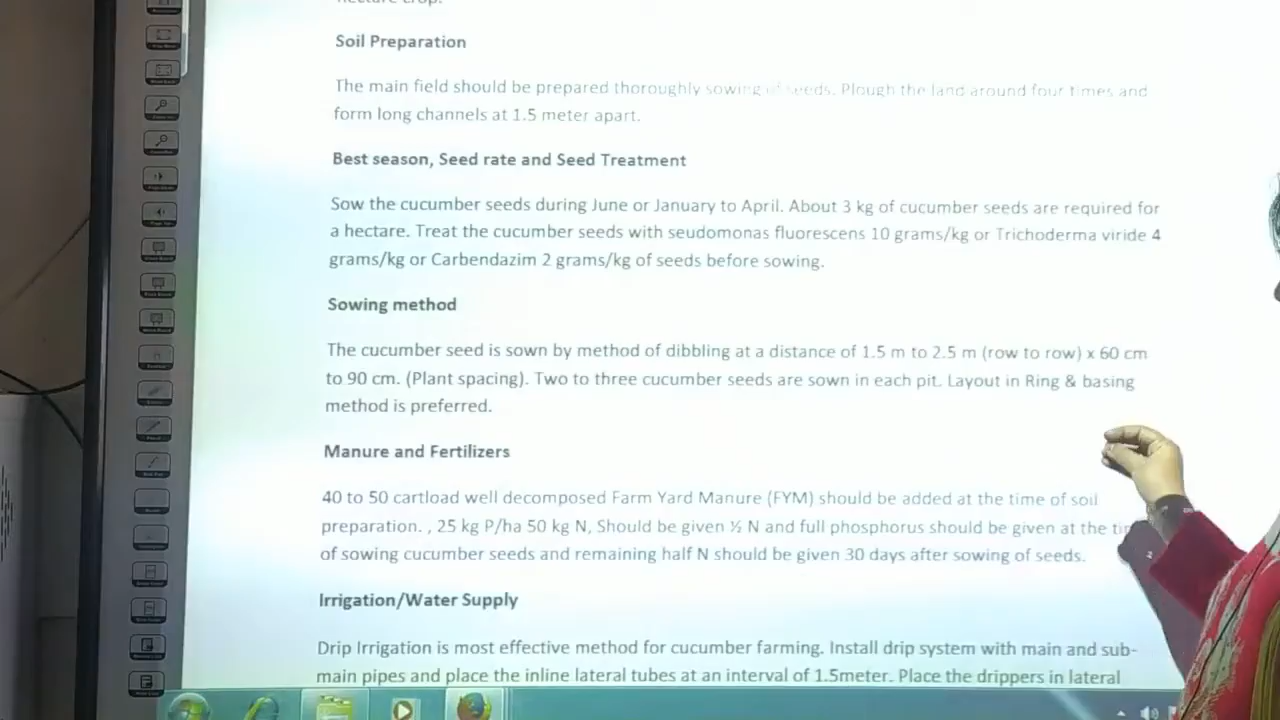 hectare crop.
Soil Preparation
The main field should be prepared thoroughly sowing of seeds. Plough the land around four times and
form long channels at 1.5 meter apart.
Best season, Seed rate and Seed Treatment
Sow the cucumber seeds during June or January to April. About 3 kg of cucumber seeds are required for
a hectare. Treat the cucumber seeds with seudomonas fluorescens 10 grams/kg or Trichoderma viride 4
grams/kg or Carbendazim 2 grams/kg of seeds before sowing.
Sowing method
The cucumber seed is sown by method of dibbling at a distance of 1.5 m to 2.5 m (row to row) x 60 cm
to 90 cm. (Plant spacing). Two to three cucumber seeds are sown in each pit. Layout in Ring & basing
method is preferred.
Manure and Fertilizers
40 to 50 cartload well decomposed Farm Yard Manure (FYM) should be added at the time of soil
preparation. , 25 kg P/ha 50 kg N, Should be given ½ N and full phosphorus should be given at the
of sowing cucumber seeds and remaining half N should be given 30 days after sowing of seeds.
Irrigation/Water Supply
Drip Irrigation is most effective method for cucumber farming. Install drip system with main and sub-
main pipes and place the inline lateral tubes at an interval of 1.5meter. Place the drippers in lateral